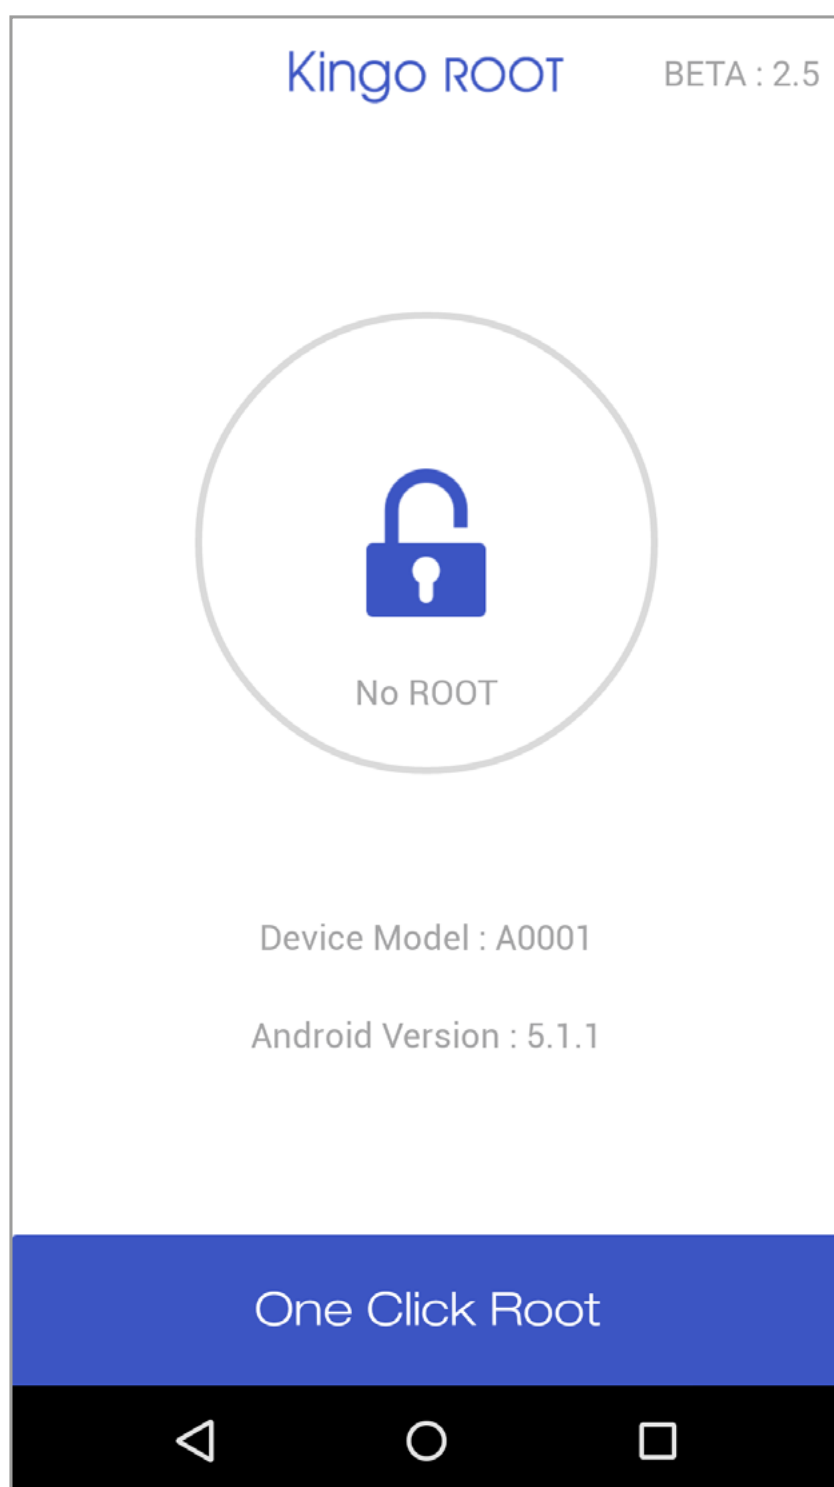 Kingo ROOT BETA : 2.5
No ROOT
Device Model : A0001
Android Version : 5.1.1
One Click Root